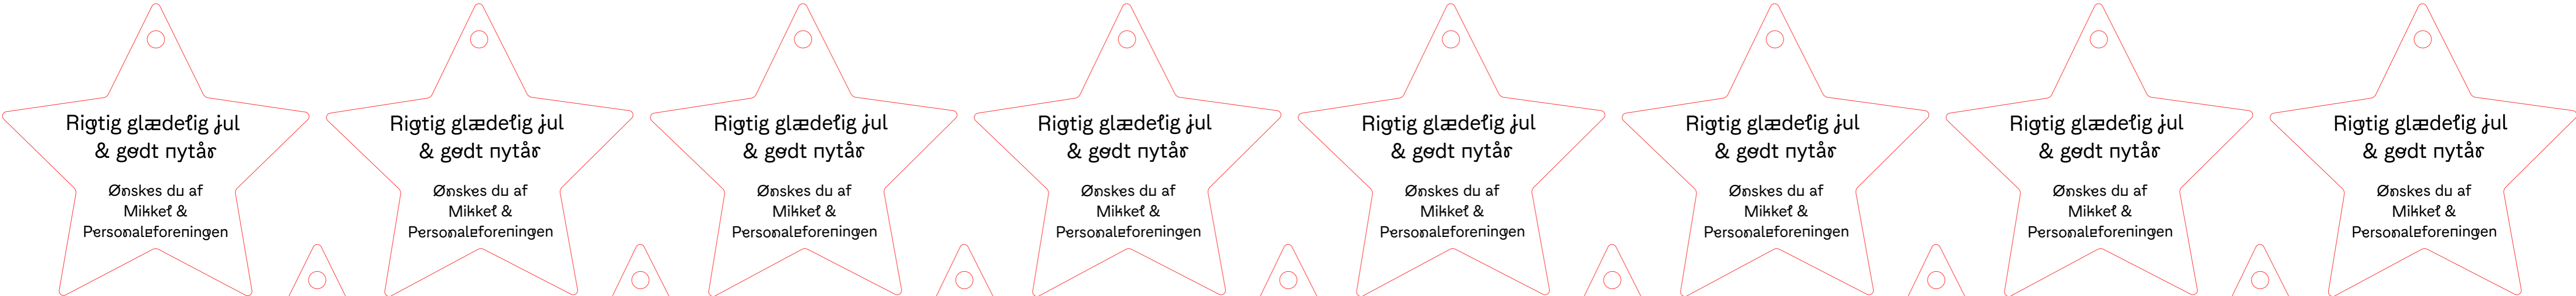 Rigtig glædelig jul
& godt nytår
Ønskes du af
Mikkel &
Personaleforeningen
Rigtig glædelig jul
& godt nytår
Ønskes du af
Mikkel &
Personaleforeningen
Rigtig glædelig jul
& godt nytår
Ønskes du af
Mikkel &
Personaleforeningen
Rigtig glædelig jul
& godt nytår
Ønskes du af
Mikkel &
Personaleforeningen
Rigtig glædelig jul
& godt nytår
Ønskes du af
Mikkel &
Personaleforeningen
Rigtig glædelig jul
& godt nytår
Ønskes du af
Mikkel &
Personaleforeningen
Rigtig glædelig jul
& godt nytår
Ønskes du af
Mikkel &
Personaleforeningen
Rigtig glædelig jul
& godt nytår
Ønskes du af
Mikkel &
Personaleforeningen